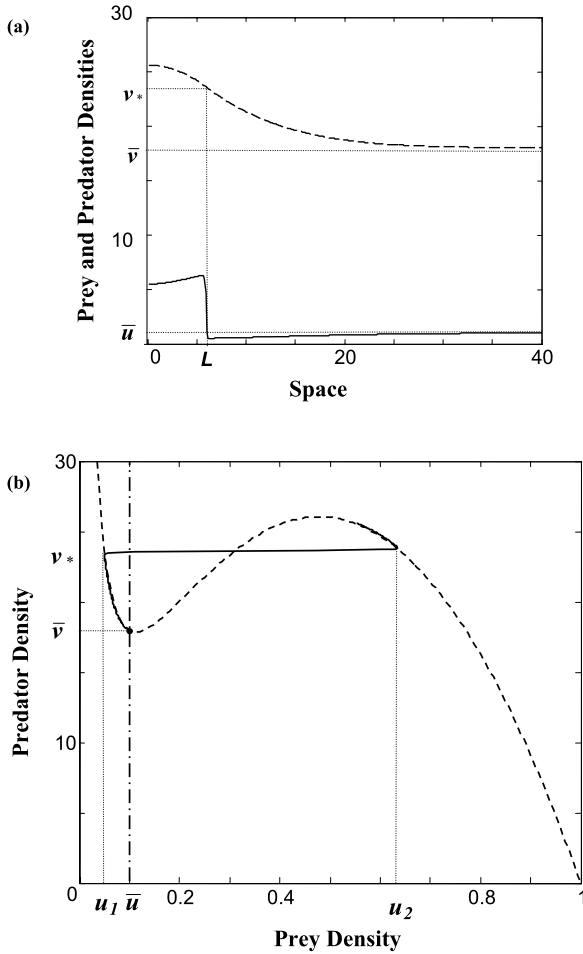 (a)
30
v*
v̅
10
u̅
0
L
20
40
Prey and Predator Densities
Space
(b)
30
v*
v̅
10
0
u1
u̅
0.2
0.4
u2
0.8
1
Predator Density
Prey Density